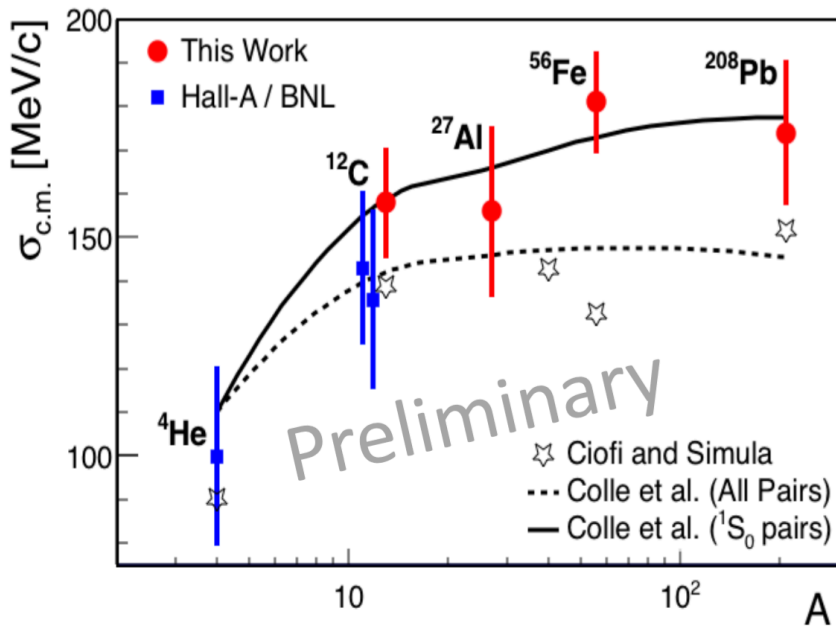 200
150
100
σc.m. [MeV/c]
This Work
Hall-A / BNL
⁴He
¹²C
²⁷Al
⁵⁶Fe
²⁰⁸Pb
Preliminary
Ciofi and Simula
Colle et al. (All Pairs)
Colle et al. (¹S₀ pairs)
10
10²
A